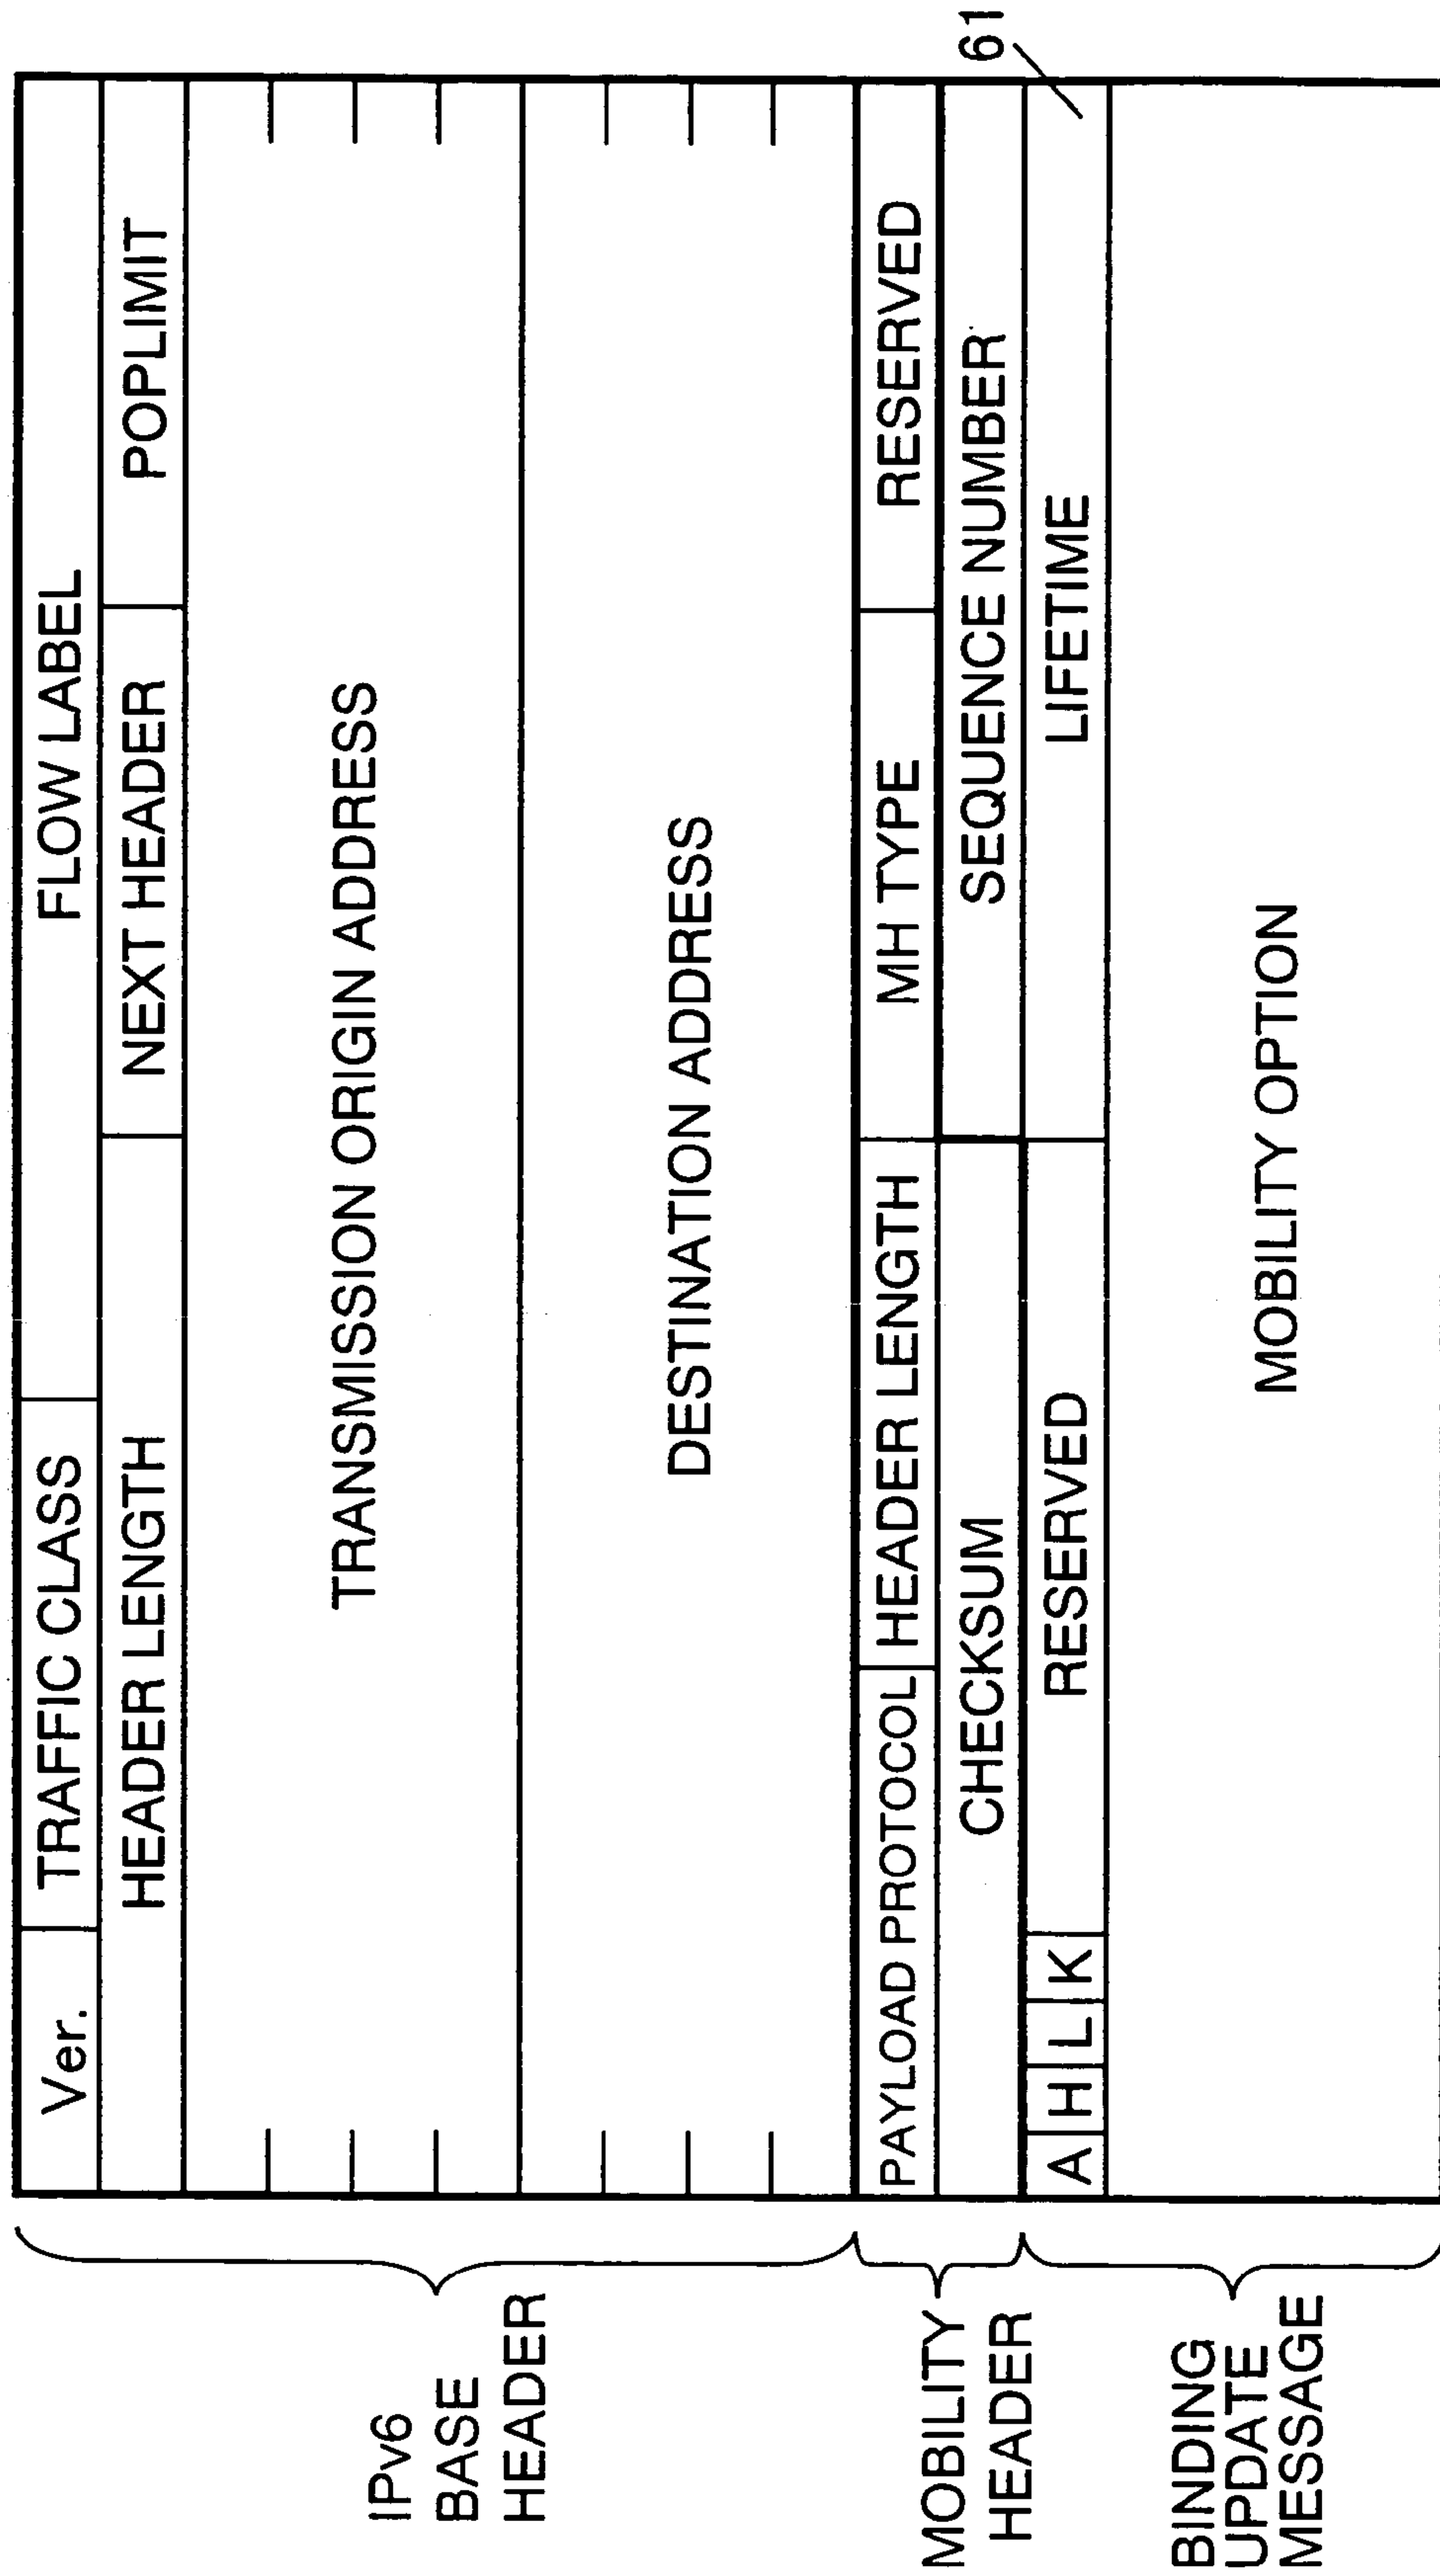 Ver. TRAFFIC CLASS FLOW LABEL
HEADER LENGTH NEXT HEADER POPLIMIT
IPv6
BASE
HEADER
TRANSMISSION ORIGIN ADDRESS
DESTINATION ADDRESS
MOBILITY
HEADER
PAYLOAD PROTOCOL HEADER LENGTH MH TYPE RESERVED
CHECKSUM SEQUENCE NUMBER
61
BINDING
UPDATE
MESSAGE
A H L K RESERVED LIFETIME
MOBILITY OPTION